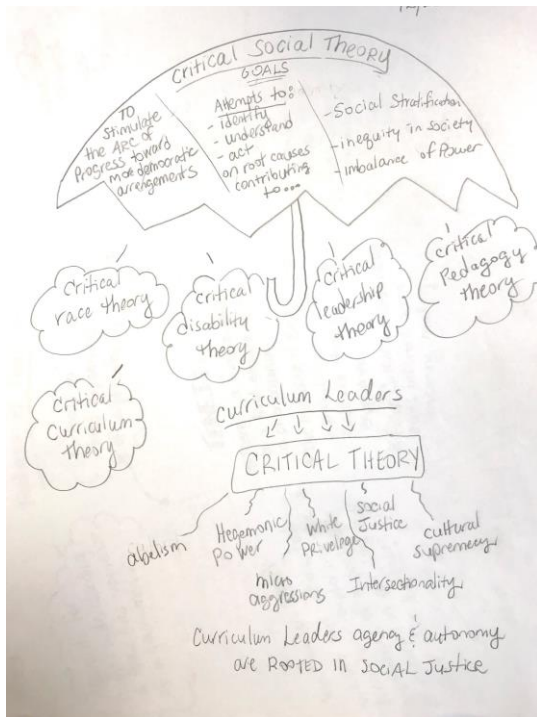 Critical Social Theory
GOALS
TO
Stimulate
the ARC of
Progress toward
more democratic
arrangements
Attempts to:
- identify
- understand
- act
on root causes
contributing
to...
- Social Stratification
- inequity in society
- imbalance of Power
Critical
race theory
Critical
disability
theory
Critical
leadership
theory
Critical
Pedagogy
theory
Critical
Curriculum
theory
Curriculum Leaders
CRITICAL THEORY
abelism
Hegemonic
Power
micro
aggressions
White
Privelage
Social
Justice
Intersectionality
Cultural
Supremecy
Curriculum Leaders agency & autonomy
are ROOTED IN SOCIAL JUSTICE